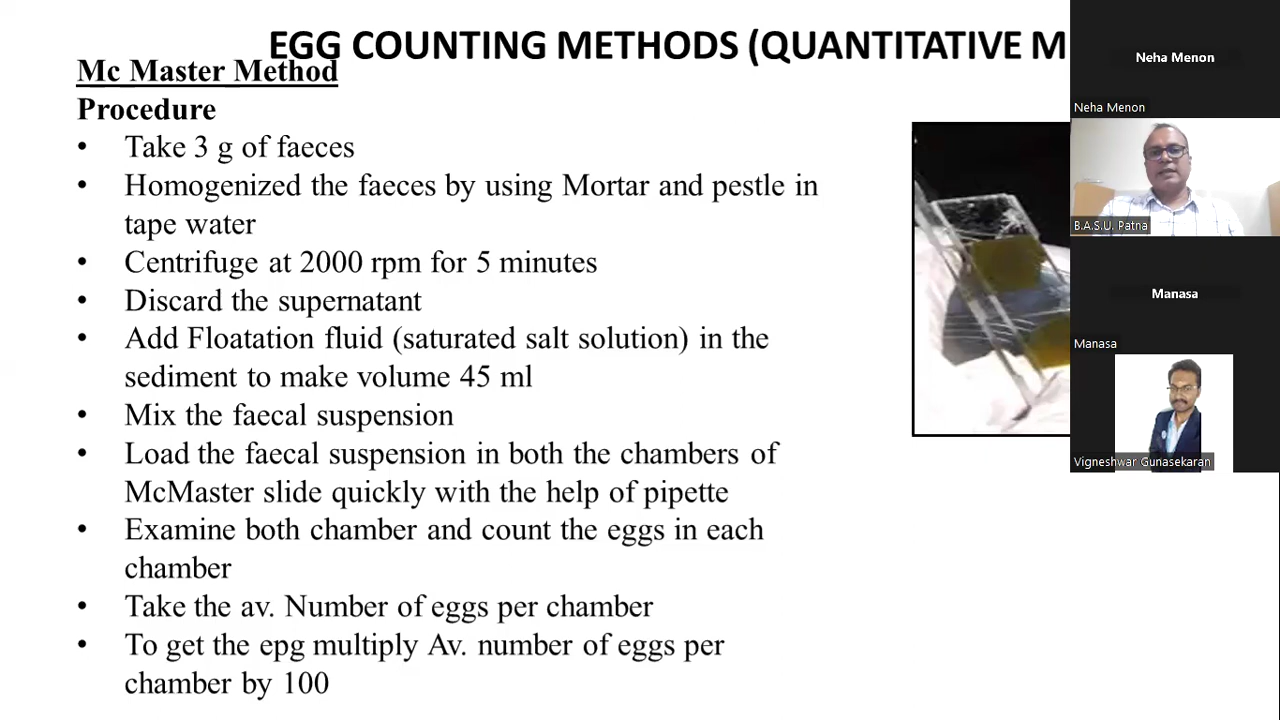 EGG COUNTING METHODS (QUANTITATIVE M
Mc Master Method
Procedure
• Take 3 g of faeces
• Homogenized the faeces by using Mortar and pestle in
tape water
• Centrifuge at 2000 rpm for 5 minutes
• Discard the supernatant
• Add Floatation fluid (saturated salt solution) in the
sediment to make volume 45 ml
• Mix the faecal suspension
• Load the faecal suspension in both the chambers of
McMaster slide quickly with the help of pipette
• Examine both chamber and count the eggs in each
chamber
• Take the av. Number of eggs per chamber
• To get the epg multiply Av. number of eggs per
chamber by 100
Neha Menon
Neha Menon
B.A.S.U. Patna
Manasa
Manasa
Vigneshwar Gunasekaran